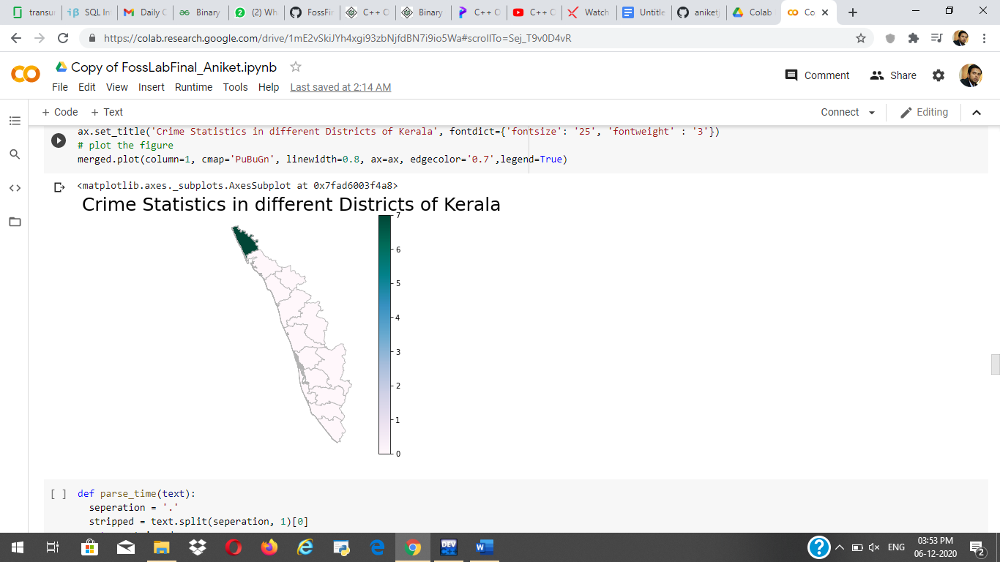 transur
SQL In
Daily C
Binary
(2) Wh
FossFir
C++ C
Binary
C++ C
C++ C
Watch
Untitle
aniketj
Colab
Co
https://colab.research.google.com/drive/1mE2vSkiJYh4xgi93zbNjfdBN7i9io5Wa#scrollTo=Sej_T9v0D4vR
Copy of FossLabFinal_Aniket.ipynb
Comment
Share
File Edit View Insert Runtime Tools Help Last saved at 2:14 AM
+ Code + Text
Connect
Editing
ax.set_title('Crime Statistics in different Districts of Kerala', fontdict={'fontsize': '25', 'fontweight' : '3'})
# plot the figure
merged.plot(column=1, cmap='PuBuGn', linewidth=0.8, ax=ax, edgecolor='0.7',legend=True)
<matplotlib.axes._subplots.AxesSubplot at 0x7fad6003f4a8>
Crime Statistics in different Districts of Kerala
7
6
5
4
3
2
1
0
[ ] def parse_time(text):
seperation = '.'
stripped = text.split(seperation, 1)[0]
DEV
C++
ENG
03:53 PM
06-12-2020
2